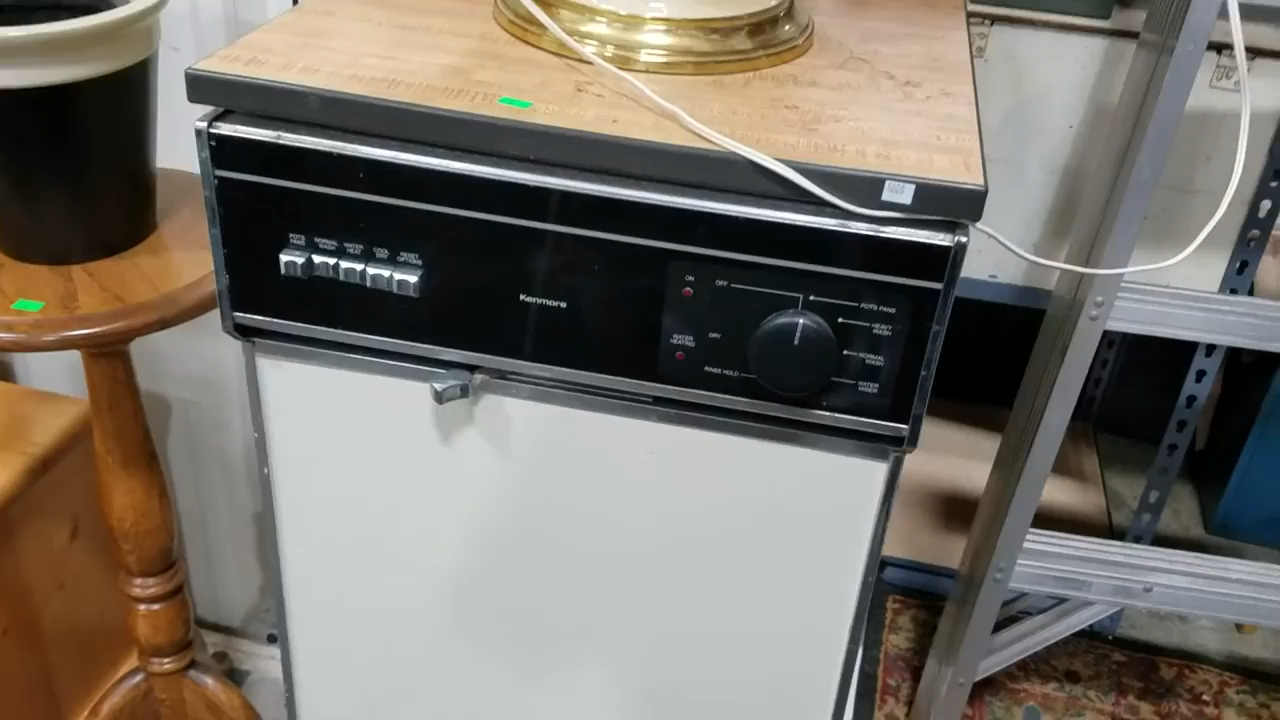 POTS
PANS
NORMAL
WASH
WATER
HEAT
COOL
DRY
RESET
OPTIONS
Kenmore
ON
WATER
HEATING
OFF
DRY
RINSE HOLD
POTS PANS
HEAVY
WASH
NORMAL
WASH
WATER
MISER